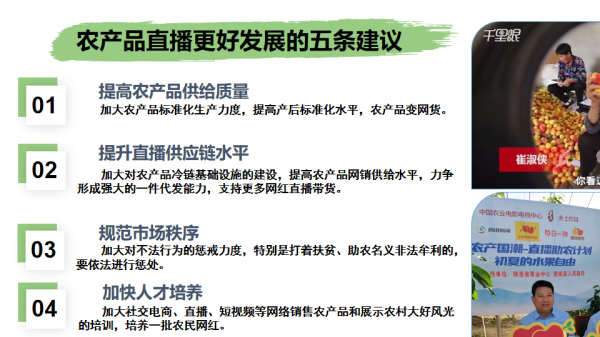 农产品直播更好发展的五条建议
01
提高农产品供给质量
加大农产品标准化生产力度，提高产后标准化水平，农产品变网货。
02
提升直播供应链水平
加大对农产品冷链基础设施的建设，提高农产品网销供给水平，力争
形成强大的一件代发能力，支持更多网红直播带货。
03
规范市场秩序
加大对不法行为的惩戒力度，特别是打着扶贫、助农名义非法牟利的，
要依法进行惩处。
04
加快人才培养
加大社交电商、直播、短视频等网络销售农产品和展示农村大好风光
的培训，培养一批农民网红。
千里眼
崔淑侠
你看这
中国农业电影电视中心
乡土栏目
农产国潮-直播助农计划
初夏的水果自由